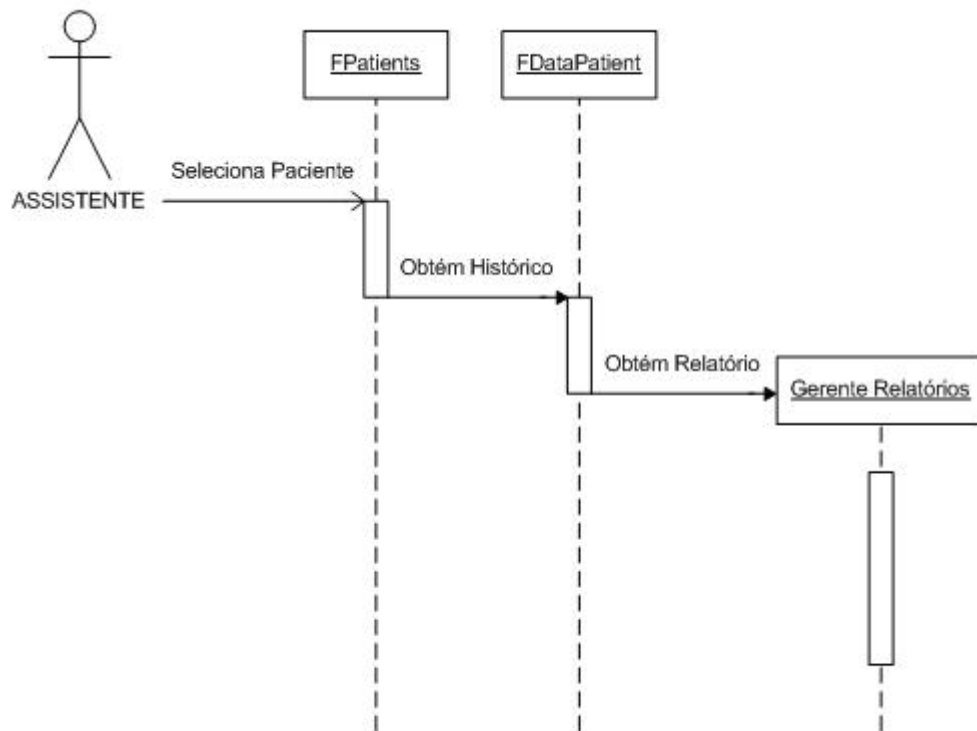 FPatients
FDataPatient
Seleciona Paciente
ASSISTENTE
Obtém Histórico
Obtém Relatório
Gerente Relatórios